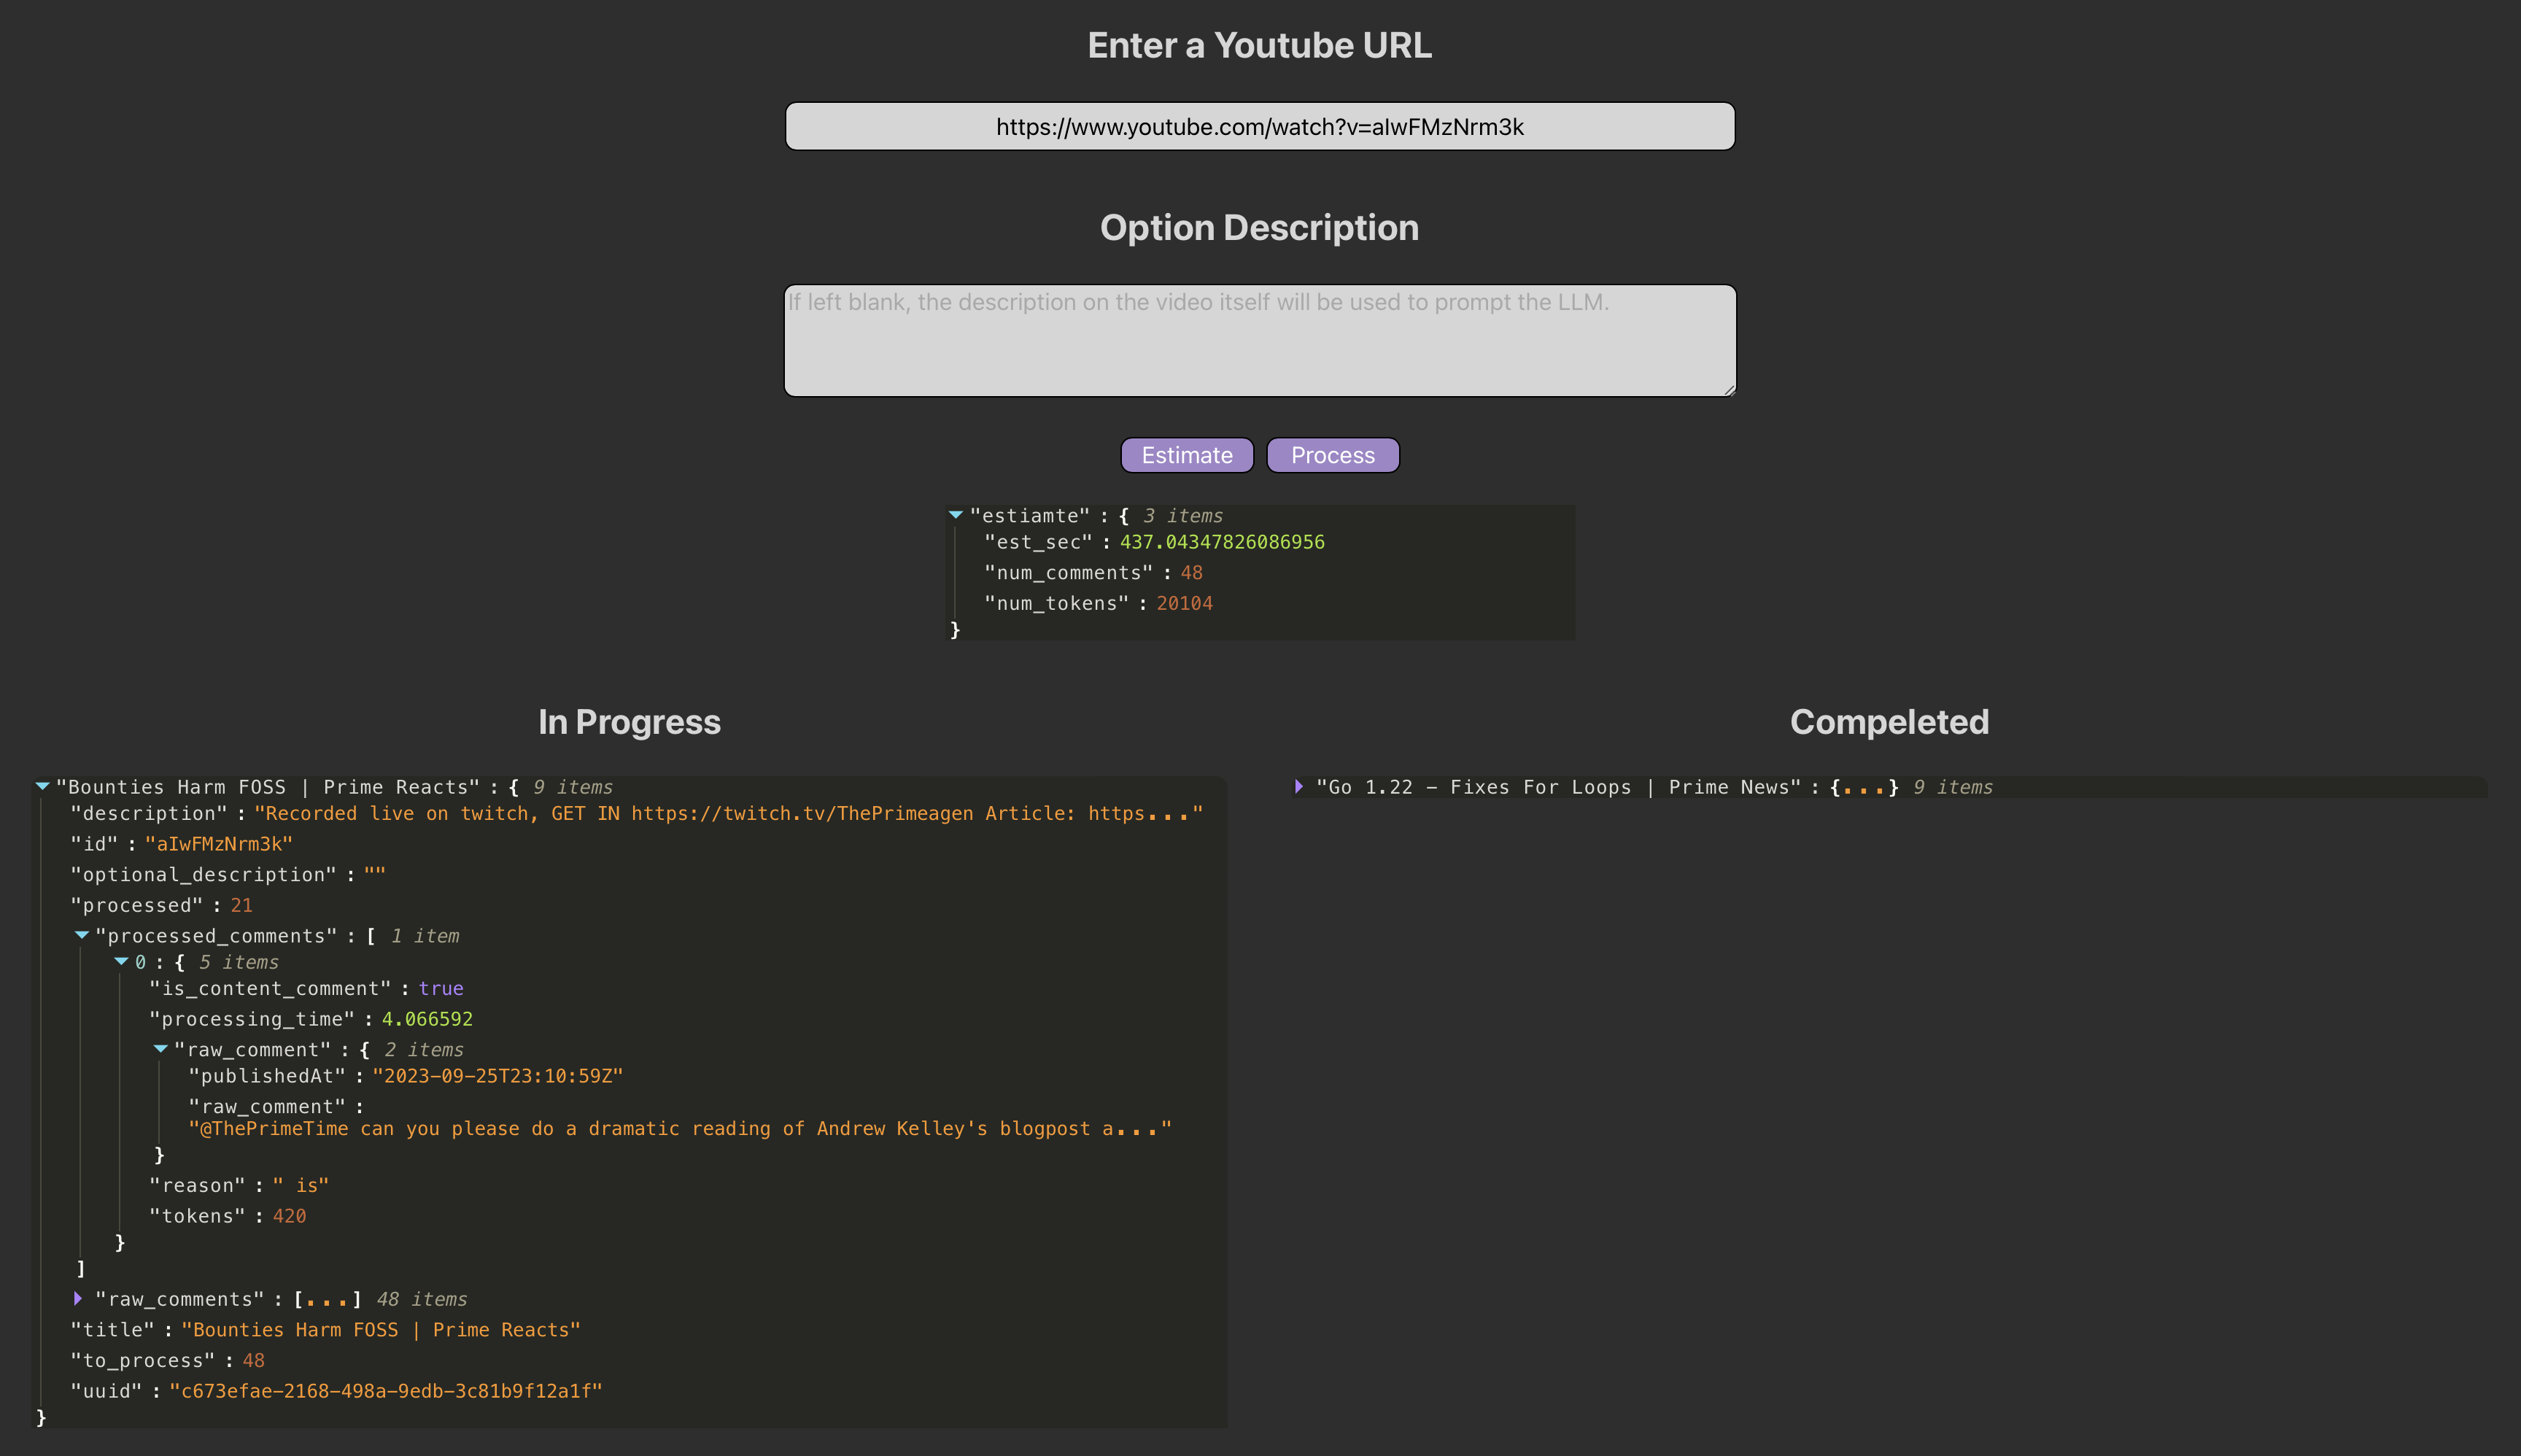 Enter a Youtube URL
https://www.youtube.com/watch?v=aIwFMzNrm3k
Option Description
If left blank, the description on the video itself will be used to prompt the LLM.
Estimate Process
"estiamte" : { 3 items
"est_sec" : 437.04347826086956
"num_comments" : 48
"num_tokens" : 20104
}
In Progress
"Bounties Harm FOSS | Prime Reacts" : { 9 items
"description" : "Recorded live on twitch, GET IN https://twitch.tv/ThePrimeagen Article: https..."
"id" : "aIwFMzNrm3k"
"optional_description" : ""
"processed" : 21
"processed_comments" : [ 1 item
0 : { 5 items
"is_content_comment" : true
"processing_time" : 4.066592
"raw_comment" : { 2 items
"publishedAt" : "2023-09-25T23:10:59Z"
"raw_comment" :
"@ThePrimeTime can you please do a dramatic reading of Andrew Kelley's blogpost a..."
}
"reason" : " is"
"tokens" : 420
}
]
"raw_comments" : [...] 48 items
"title" : "Bounties Harm FOSS | Prime Reacts"
"to_process" : 48
"uuid" : "c673efae-2168-498a-9edb-3c81b9f12a1f"
}
Compeleted
"Go 1.22 - Fixes For Loops | Prime News" : {...} 9 items